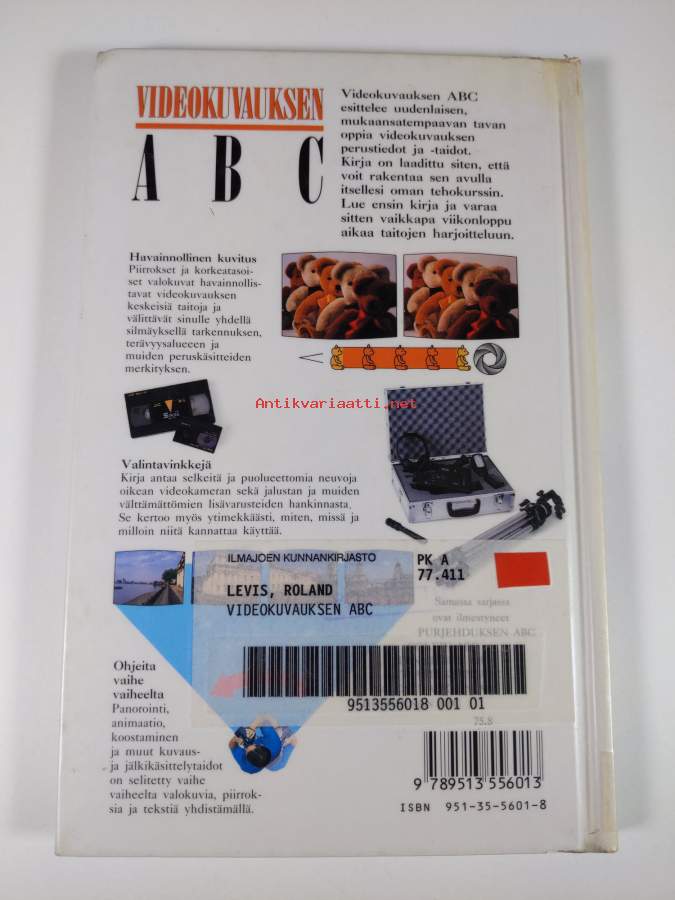 VIDEOKUVAUKSEN
A B C
Videokuvauksen ABC
esittelee uudenlaisen,
mukaansatempaavan tavan
oppia videokuvauksen
perustiedot ja -taidot.
Kirja on laadittu siten, että
voit rakentaa sen avulla
itsellesi oman tehokurssin.
Lue ensin kirja ja varaa
sitten vaikkapa viikonloppu
aikaa taitojen harjoitteluun.
Havainnollinen kuvitus
Piirrokset ja korkeatasoi-
set valokuvat havainnollis-
tavat videokuvauksen
keskeisiä taitoja ja
välittävät sinulle yhdellä
silmäyksellä tarkennuksen,
terävyysalueeen ja
muiden peruskäsitteiden
merkityksen.
Antikvariaatti.net
Valintavinkkejä
Kirja antaa selkeitä ja puolueettomia neuvoja
oikean videokameran sekä jalustan ja muiden
välttämättömien lisävarusteiden hankinnasta.
Se kertoo myös ytimekkäästi, miten, missä ja
milloin niitä kannattaa käyttää.
ILMAJOEN KUNNANKIRJASTO
PK A
77.411
LEVIS, ROLAND
VIDEOKUVAUKSEN ABC
Samassa sarjassa
ovat ilmestyneet
PURJEHDUKSEN ABC
9513556018 001 01
75.8
Ohjeita
vaihe
vaiheelta
Panorointi,
animaatio,
koostaminen
ja muut kuvaus-
ja jälkikäsittelytaidot
on selitetty vaihe
vaiheelta valokuvia, piirrok-
sia ja tekstiä yhdistämällä.
9 789513 556013
ISBN 951-35-5601-8